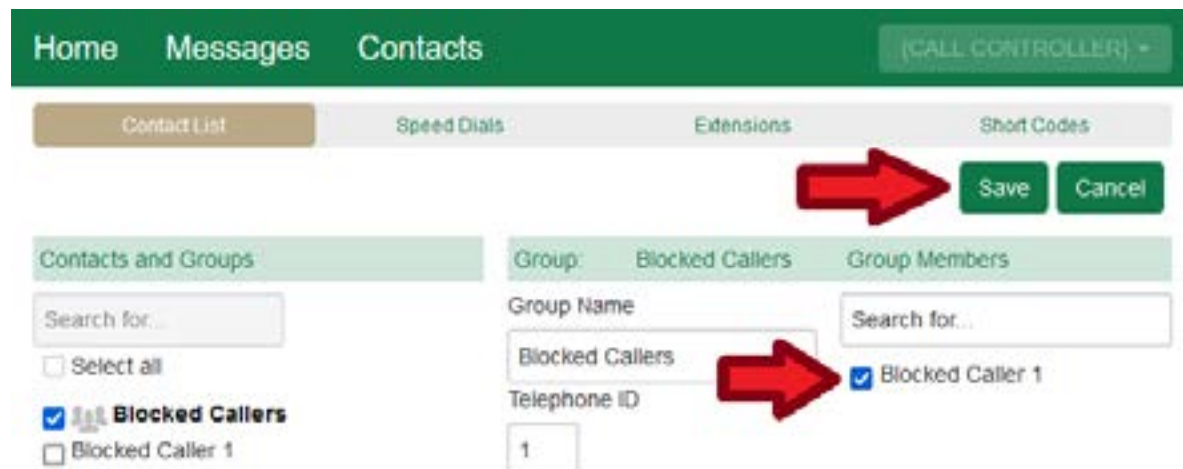 Home Messages Contacts (CALL CONTROLLER)
Contact List Speed Dials Extensions Short Codes
Save Cancel
Contacts and Groups
Search for...
Select all
Blocked Callers
Blocked Caller 1
Group: Blocked Callers
Group Name
Blocked Callers
Telephone ID
1
Group Members
Search for...
Blocked Caller 1